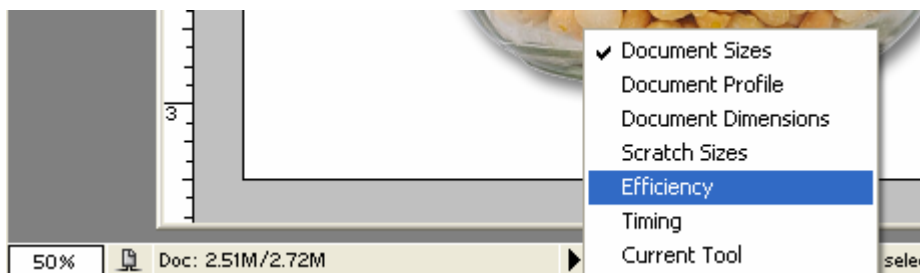 Document Sizes
Document Profile
Document Dimensions
3
Scratch Sizes
Efficiency
Timing
Current Tool
50% Doc: 2.51M/2.72M